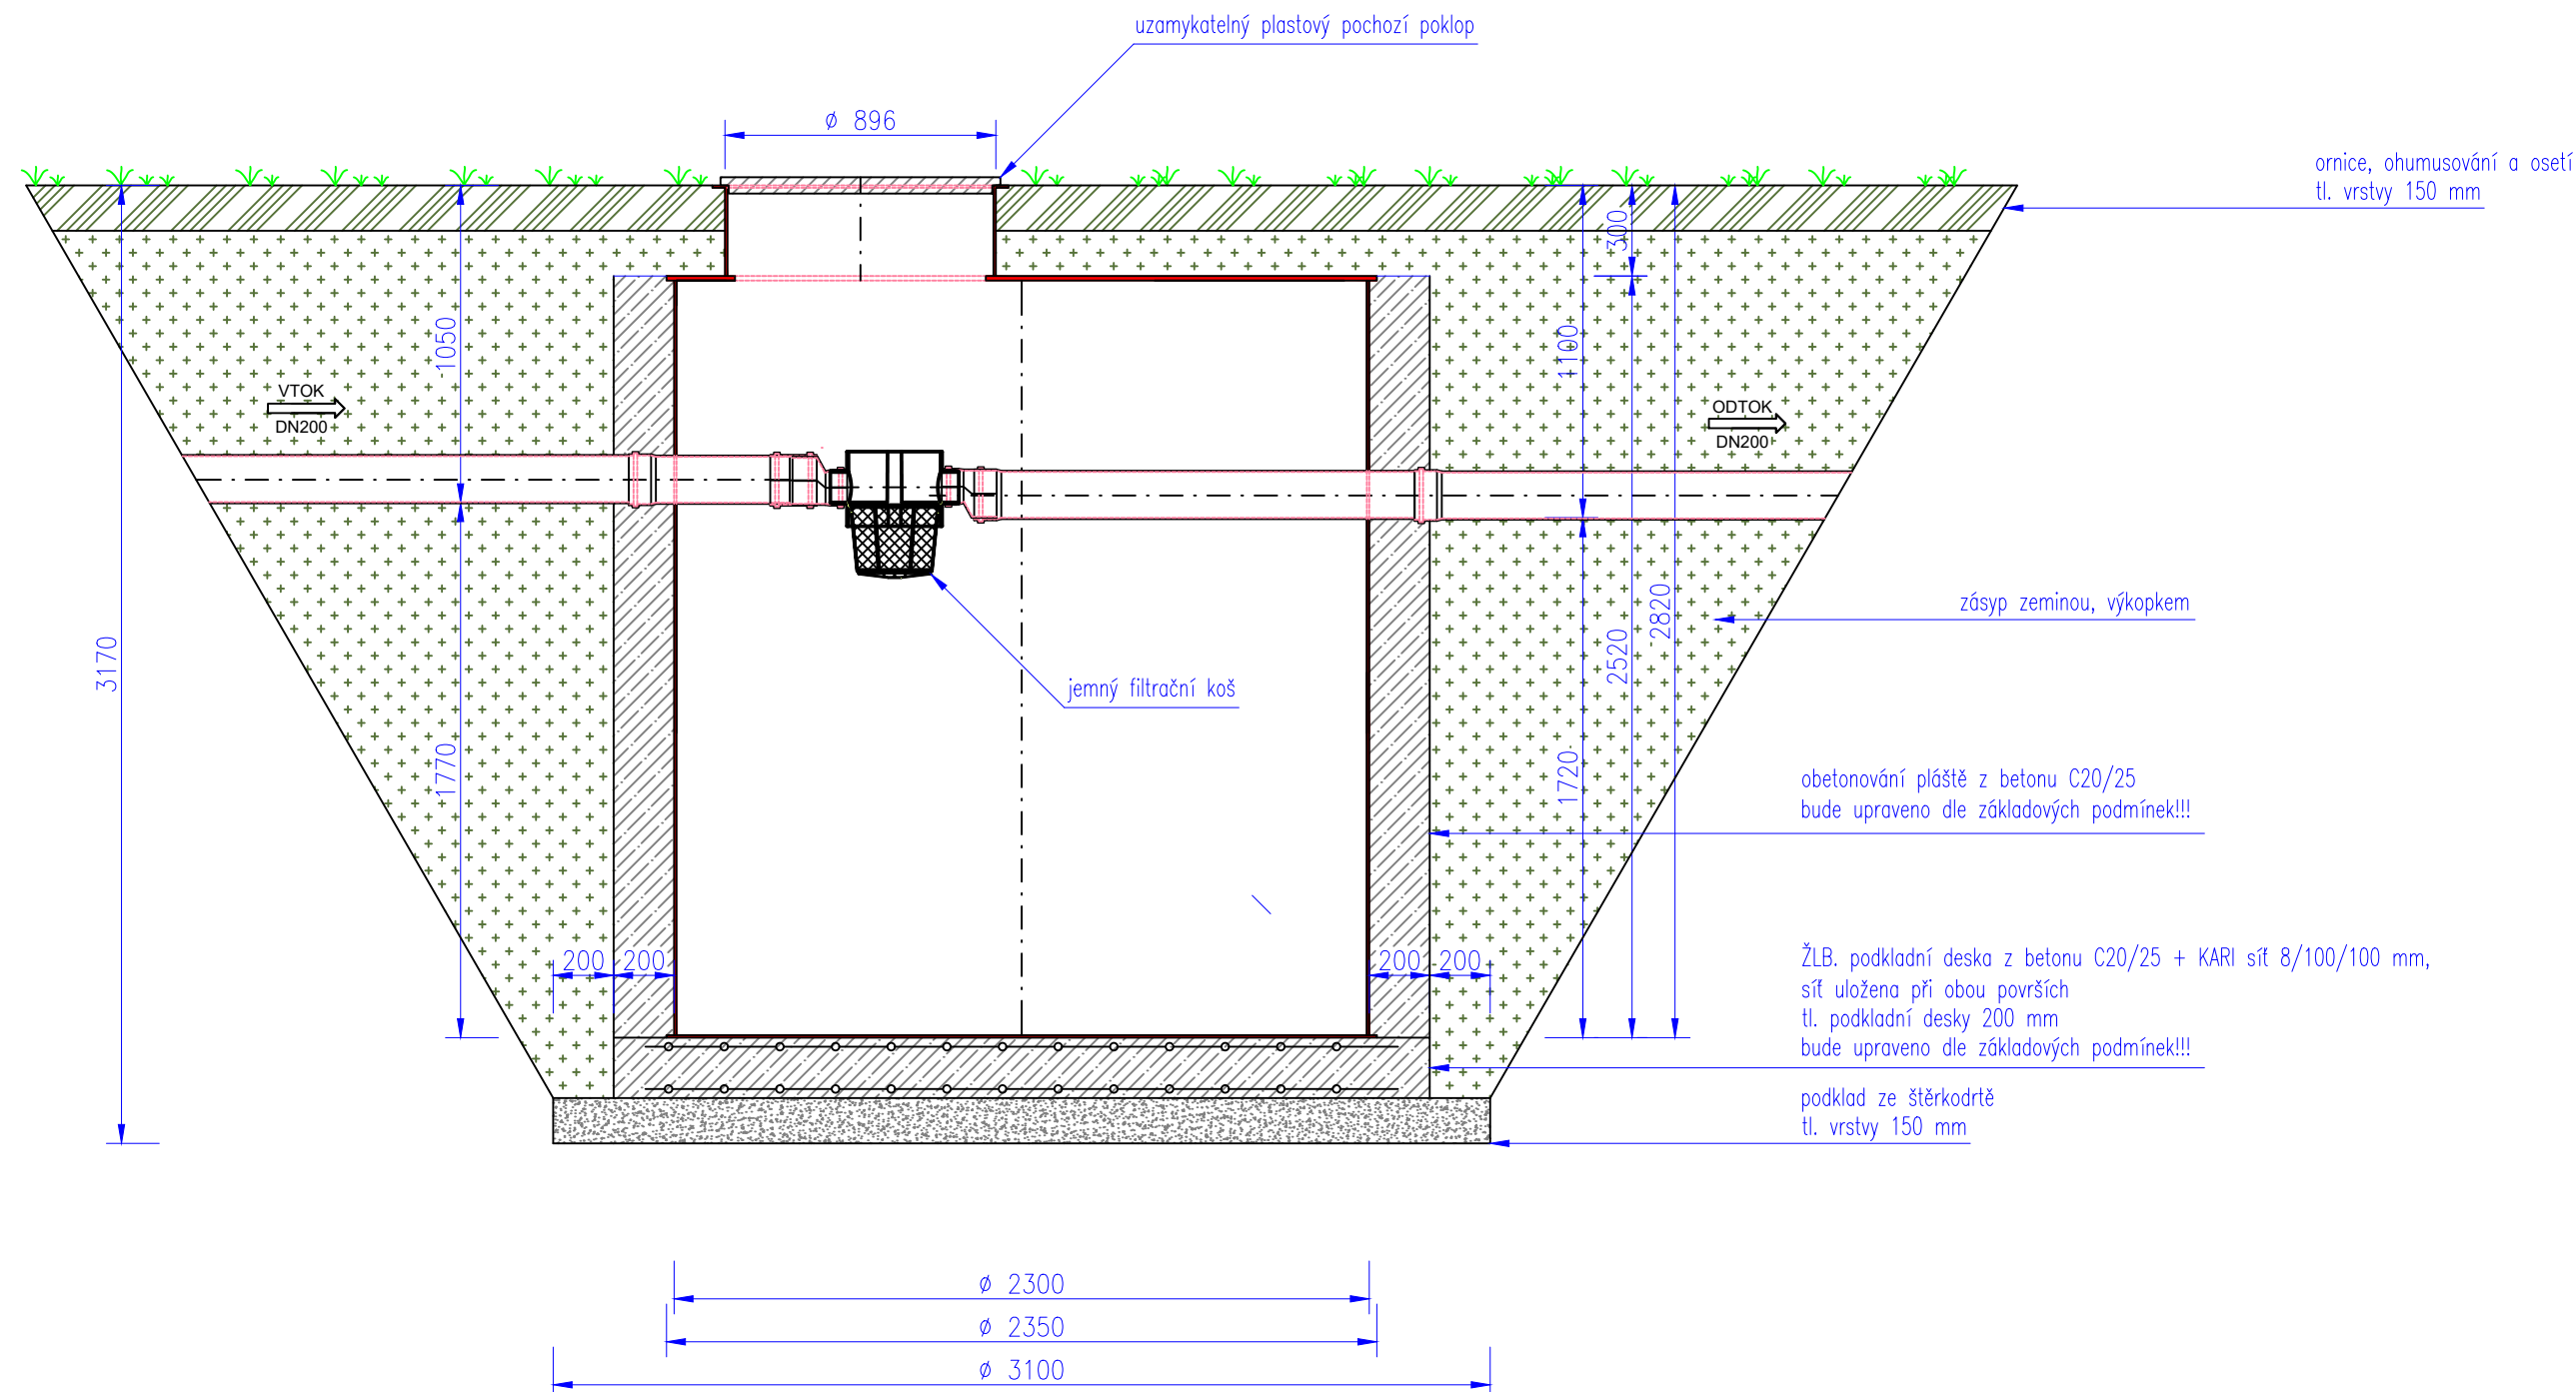 uzamykatelný plastový pochozí poklop
ø 896
ornice, ohumusování a osetí
tl. vrstvy 150 mm
300
1050
1100
VTOK
DN200
ODTOK
DN200
zásyp zeminou, výkopkem
2820
2520
3170
jemný filtrační koš
1770
1720
obetonování pláště z betonu C20/25
bude upraveno dle základových podmínek!!!
200 200
200 200
ŽLB. podkladní deska z betonu C20/25 + KARI síť 8/100/100 mm,
síť uložena při obou površích
tl. podkladní desky 200 mm
bude upraveno dle základových podmínek!!!
podklad ze štěrkodrtě
tl. vrstvy 150 mm
ø 2300
ø 2350
ø 3100